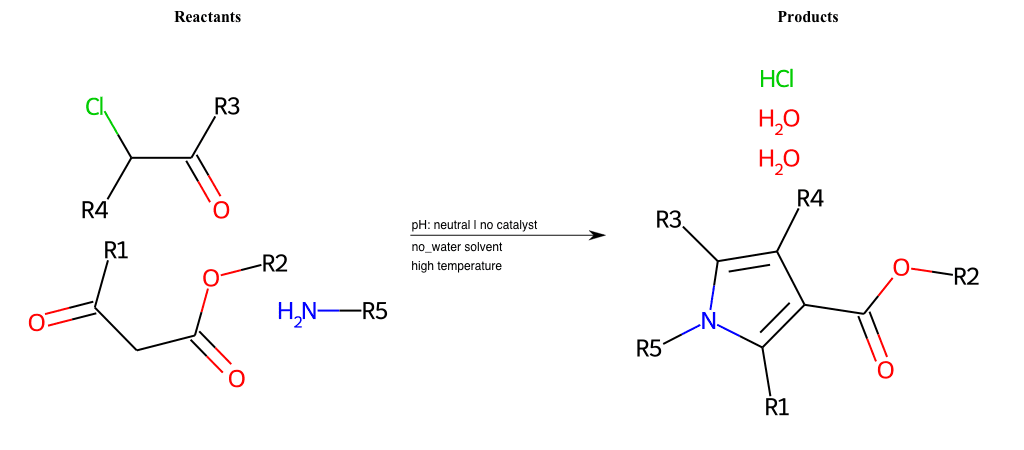 Reactants
Products
Cl
R3
R4
O
R1
O
R2
O
O
H2N
R5
pH: neutral | no catalyst
no_water solvent
high temperature
HCl
H2O
H2O
R4
R3
O
R2
N
R5
O
R1